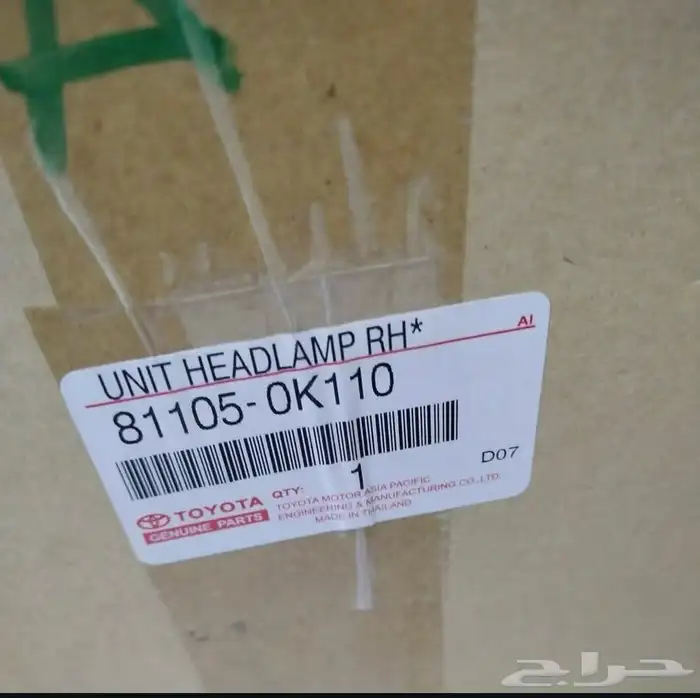 UNIT HEADLAMP RH*
AI
81105-0K110
D07
QTY: 1
TOYOTA
GENUINE PARTS
TOYOTA MOTOR ASIA PACIFIC
ENGINEERING & MANUFACTURING CO., LTD.
MADE IN THAILAND
حراج